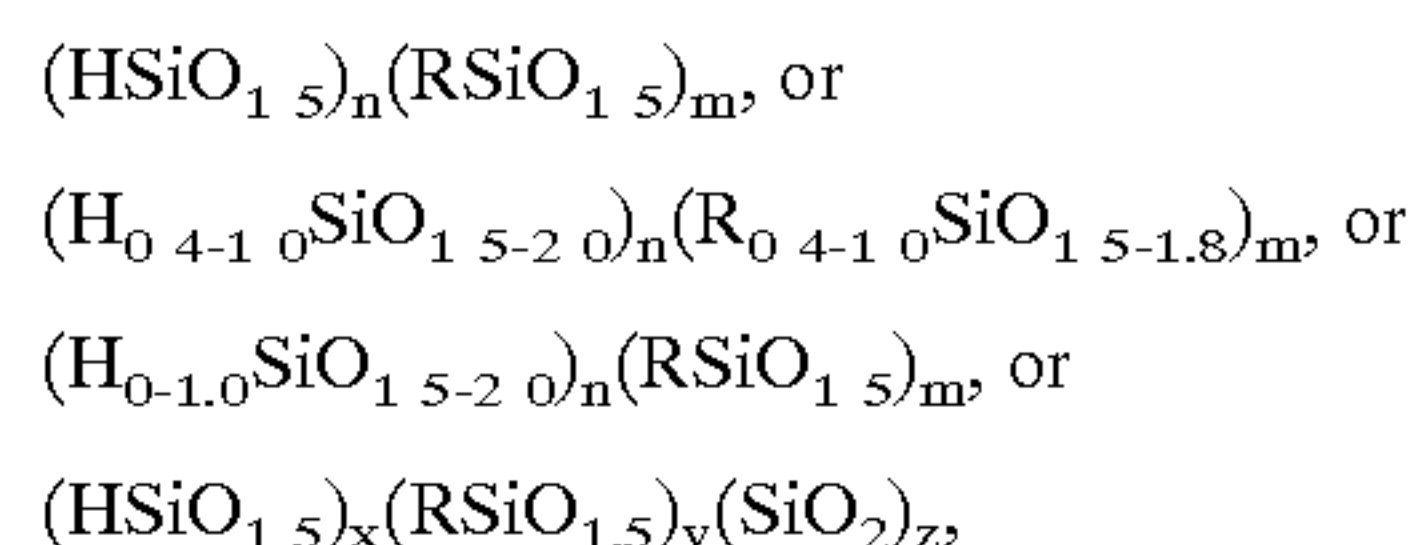 (HSiO₁ ₅)ₙ(RSiO₁ ₅)ₘ, or
(H₀ ₄₋₁ ₀SiO₁ ₅₋₂ ₀)ₙ(R₀ ₄₋₁ ₀SiO₁ ₅₋₁.₈)ₘ, or
(H₀₋₁.₀SiO₁ ₅₋₂ ₀)ₙ(RSiO₁ ₅)ₘ, or
(HSiO₁ ₅)ₓ(RSiO₁.₅)y(SiO₂)z,